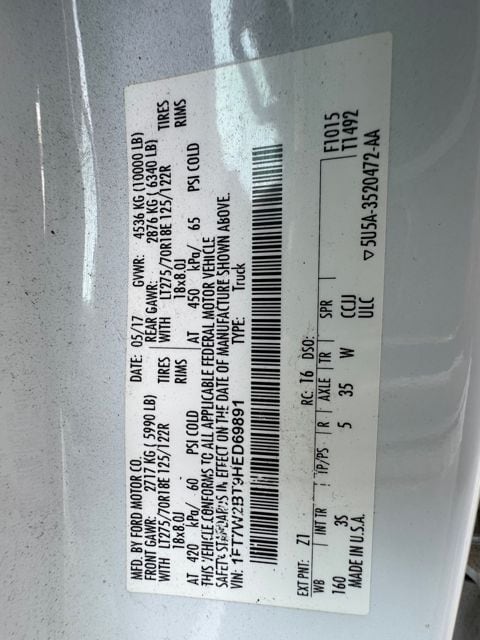 MFD. BY FORD MOTOR CO. DATE: 05/17 GVWR: 4536 KG (10000 LB)
FRONT GAWR: 2717 KG ( 5990 LB) REAR GAWR: 2876 KG ( 6340 LB)
WITH LT275/70R18E 125/122R TIRES WITH LT275/70R18E 125/122R TIRES
18x8.0J RIMS 18x8.0J RIMS
AT 420 kPa/ 60 PSI COLD AT 450 kPa/ 65 PSI COLD
THIS VEHICLE CONFORMS TO ALL APPLICABLE FEDERAL MOTOR VEHICLE
SAFETY STANDARDS IN EFFECT ON THE DATE OF MANUFACTURE SHOWN ABOVE.
VIN: 1FT7W2BT9HED69891 TYPE: Truck
EXT PNT: Z1 RC: 16 DSO: F1015
WB INT TR TP/PS R AXLE TR SPR T1492
160 3S 5 35 W CCJJ
MADE IN U.S.A. ULC ▽5U5A-3520472-AA